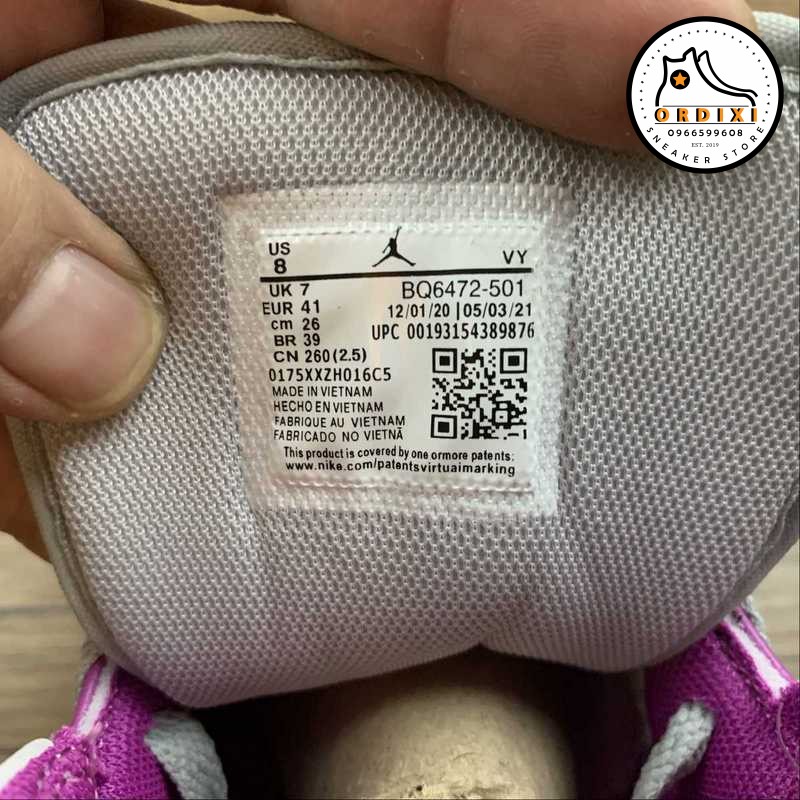 ORDIXI
0966599608
EST. 2019
SNEAKER STORE
US
8
VY
UK 7
BQ6472-501
EUR 41
12/01/20 | 05/03/21
cm 26
UPC 00193154389876
BR 39
CN 260(2.5)
0175XXZH016C5
MADE IN VIETNAM
HECHO EN VIETNAM
FABRIQUE AU VIETNAM
FABRICADO NO VIETNÃ
This product is covered by one ormore patents:
www.nike.com/patentsvirtuaimarking